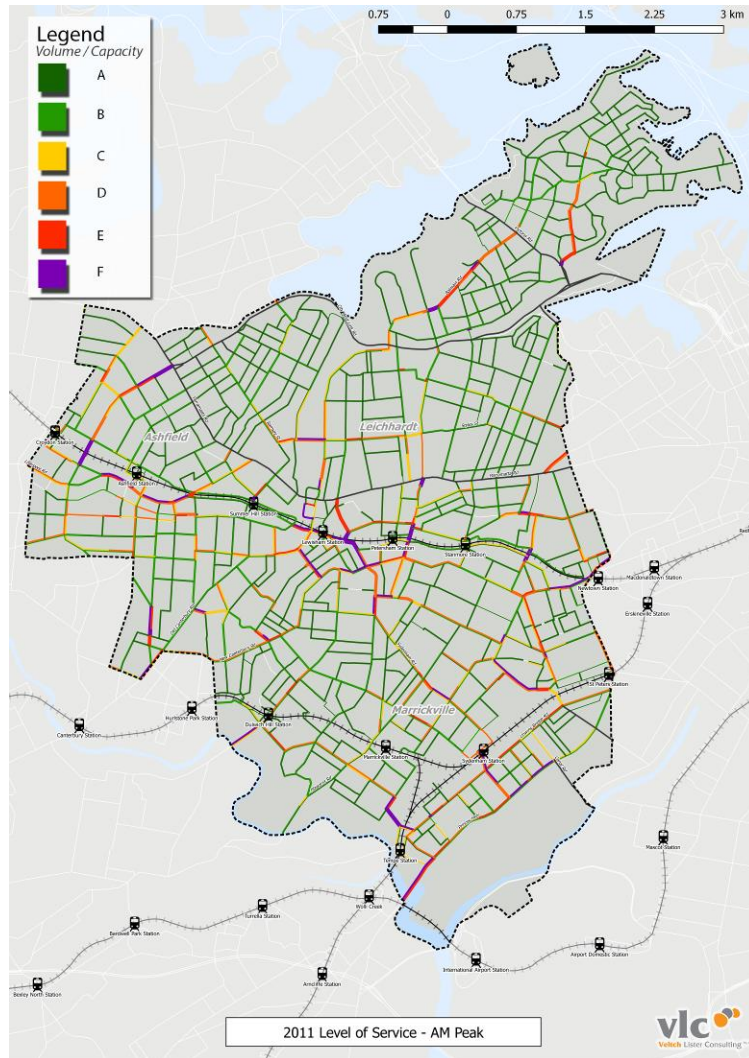 0.75 0 0.75 1.5 2.25 3 km
Legend
Volume / Capacity
A
B
C
D
E
F
Leichhardt
Ashfield
Croydon Station
Ashfield Station
Summer Hill Station
Lewisham Station
Petersham Station
Stanmore Station
Newtown Station
Macdonaldtown Station
Erskineville Station
St Peters Station
Marrickville
Canterbury Station
Hurlstone Park Station
Dulwich Hill Station
Marrickville Station
Sydenham Station
Tempe Station
Mascot Station
Wolli Creek
Turrella Station
Bardwell Park Station
Airport Domestic Station
International Airport Station
Arncliffe Station
Bexley North Station
2011 Level of Service - AM Peak
vlc
Veitch Lister Consulting